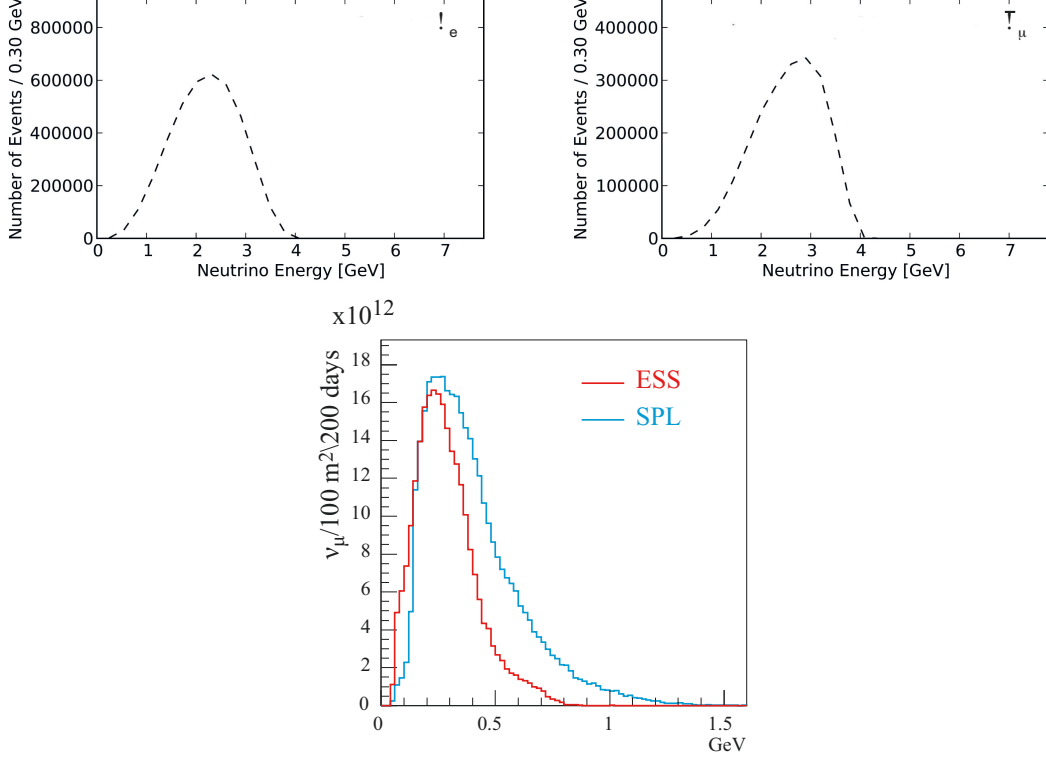 Number of Events / 0.30 GeV
800000
600000
400000
200000
0
0 1 2 3 4 5 6 7
Neutrino Energy [GeV]
! e
Number of Events / 0.30 GeV
400000
300000
200000
100000
0
0 1 2 3 4 5 6 7
Neutrino Energy [GeV]
! μ
x10¹²
νμ/100 m²\200 days
18
16
14
12
10
8
6
4
2
0
0 0.5 1 1.5
GeV
ESS
SPL